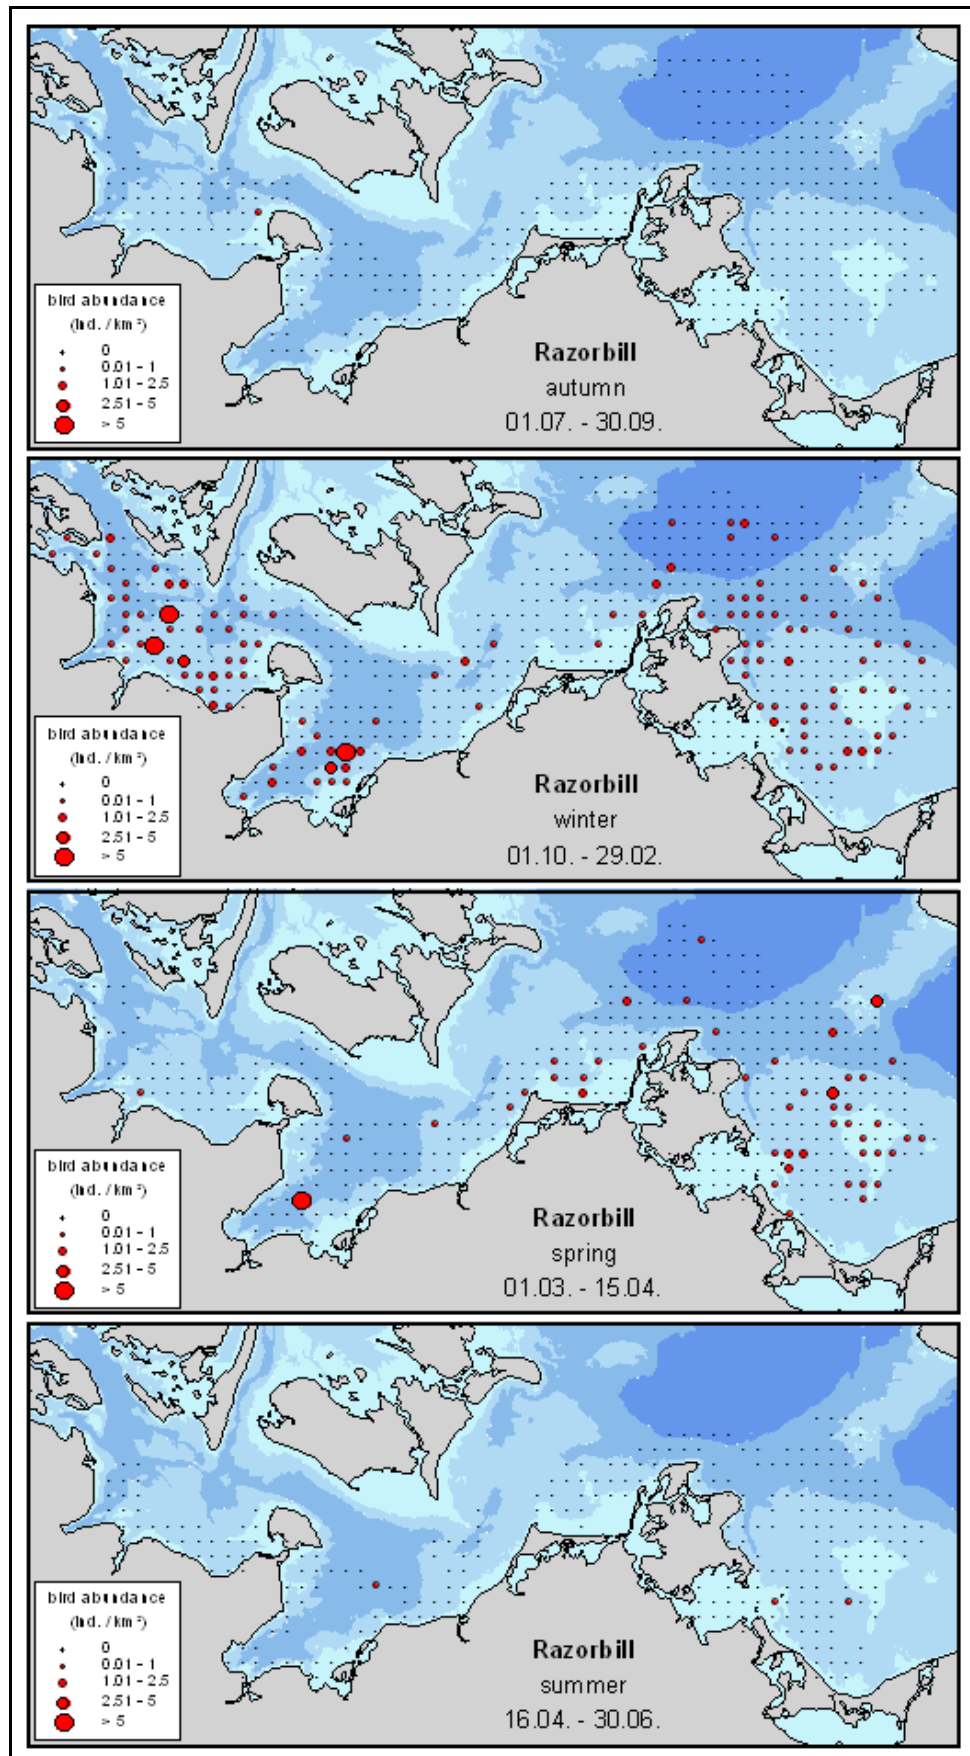 bird abundance
(Ind. / km²)
0
0.01 - 1
1.01 - 2.5
2.51 - 5
> 5
Razorbill
autumn
01.07. - 30.09.
bird abundance
(Ind. / km²)
0
0.01 - 1
1.01 - 2.5
2.51 - 5
> 5
Razorbill
winter
01.10. - 29.02.
bird abundance
(Ind. / km²)
0
0.01 - 1
1.01 - 2.5
2.51 - 5
> 5
Razorbill
spring
01.03. - 15.04.
bird abundance
(Ind. / km²)
0
0.01 - 1
1.01 - 2.5
2.51 - 5
> 5
Razorbill
summer
16.04. - 30.06.